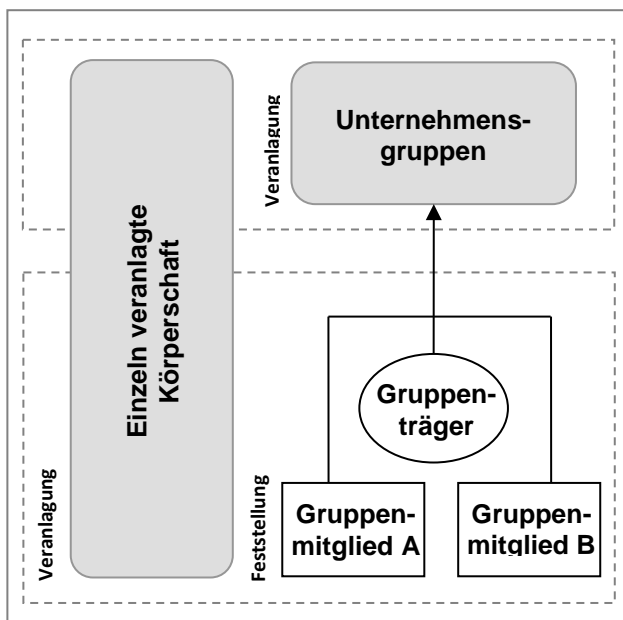 Veranlagung
Unternehmens-
gruppen
Einzeln veranlagte
Körperschaft
Veranlagung
Feststellung
Gruppen-
träger
Gruppen-
mitglied A
Gruppen-
mitglied B